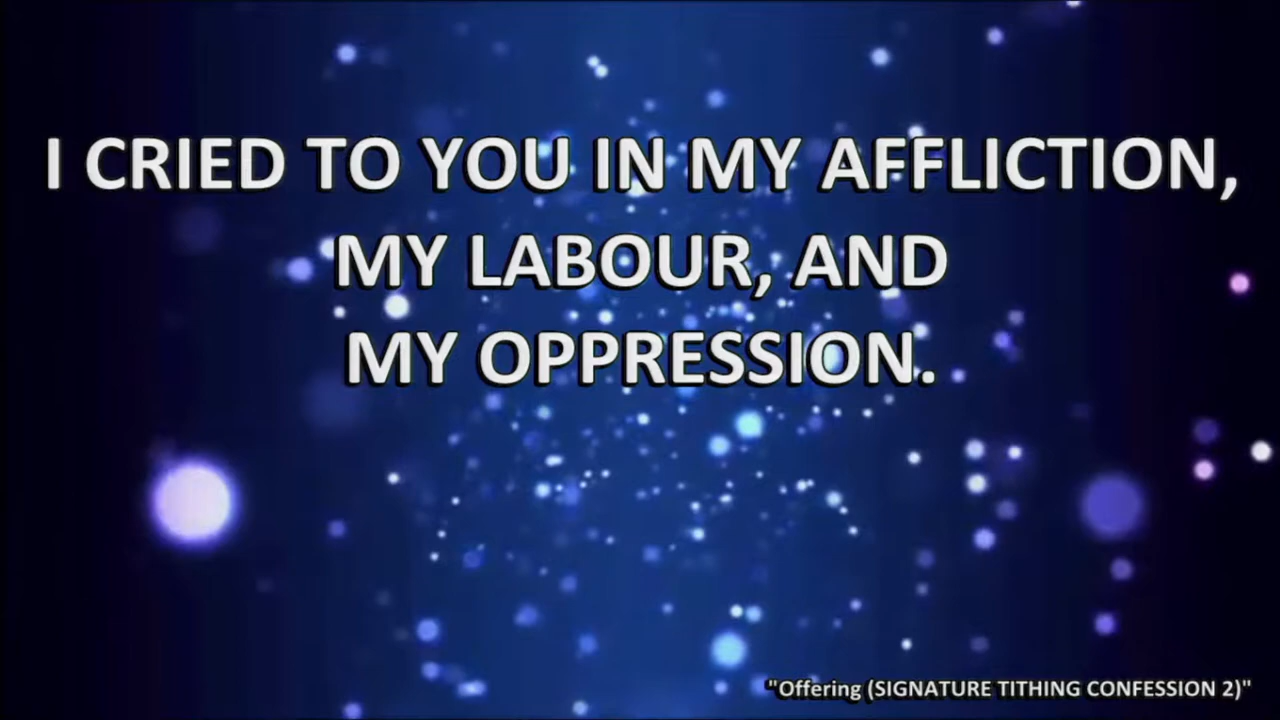 I CRIED TO YOU IN MY AFFLICTION,
MY LABOUR, AND
MY OPPRESSION.
"Offering (SIGNATURE TITHING CONFESSION 2)"